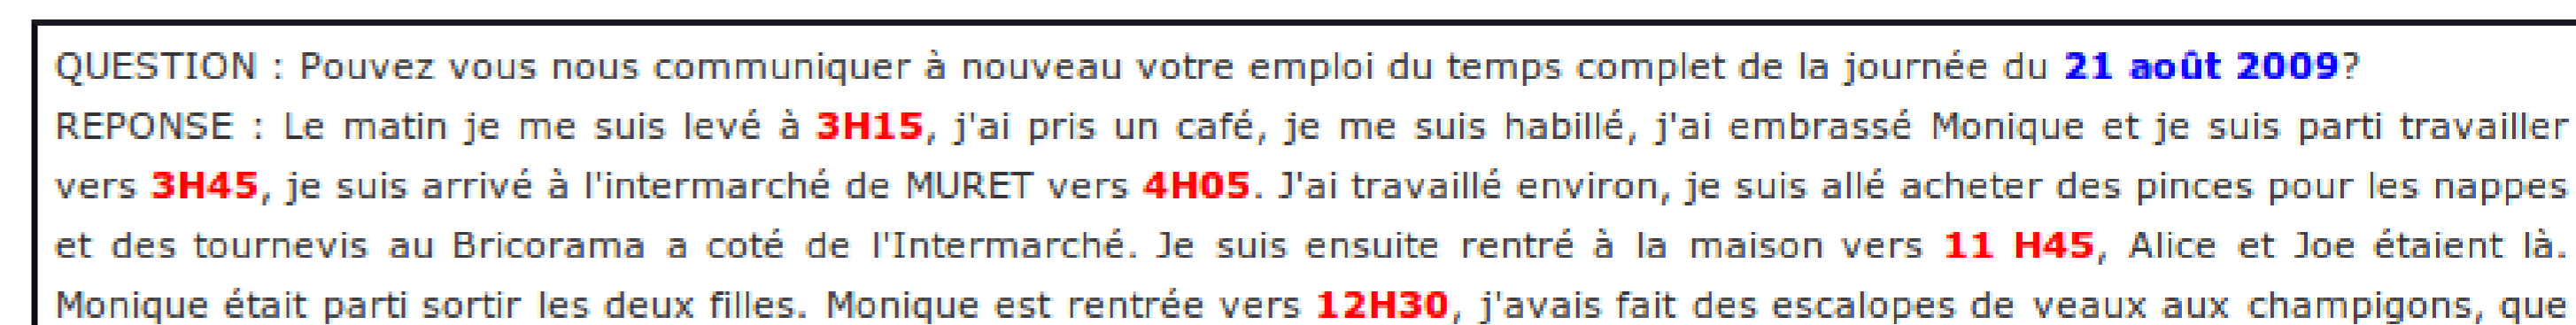 QUESTION : Pouvez vous nous communiquer à nouveau votre emploi du temps complet de la journée du 21 août 2009?
REPONSE : Le matin je me suis levé à 3H15, j'ai pris un café, je me suis habillé, j'ai embrassé Monique et je suis parti travailler
vers 3H45, je suis arrivé à l'intermarché de MURET vers 4H05. J'ai travaillé environ, je suis allé acheter des pinces pour les nappes
et des tournevis au Bricorama a coté de l'Intermarché. Je suis ensuite rentré à la maison vers 11 H45, Alice et Joe étaient là.
Monique était parti sortir les deux filles. Monique est rentrée vers 12H30, j'avais fait des escalopes de veaux aux champigons, que